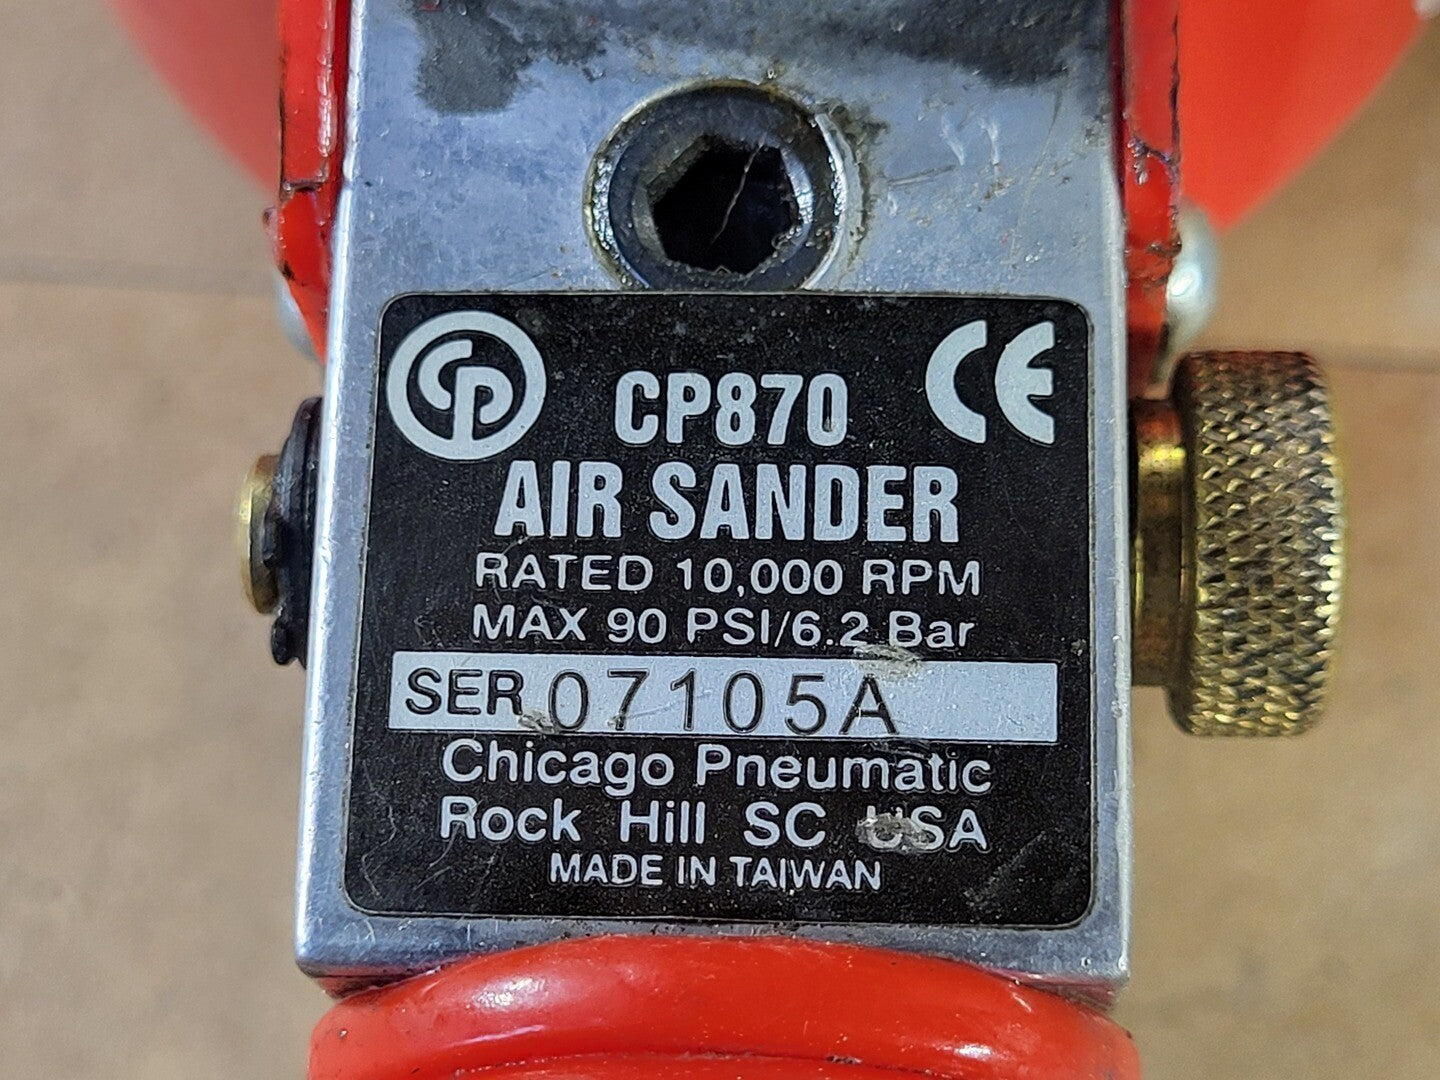 CP CP870 CE
AIR SANDER
RATED 10,000 RPM
MAX 90 PSI/6.2 Bar
SER 07105A
Chicago Pneumatic
Rock Hill SC USA
MADE IN TAIWAN